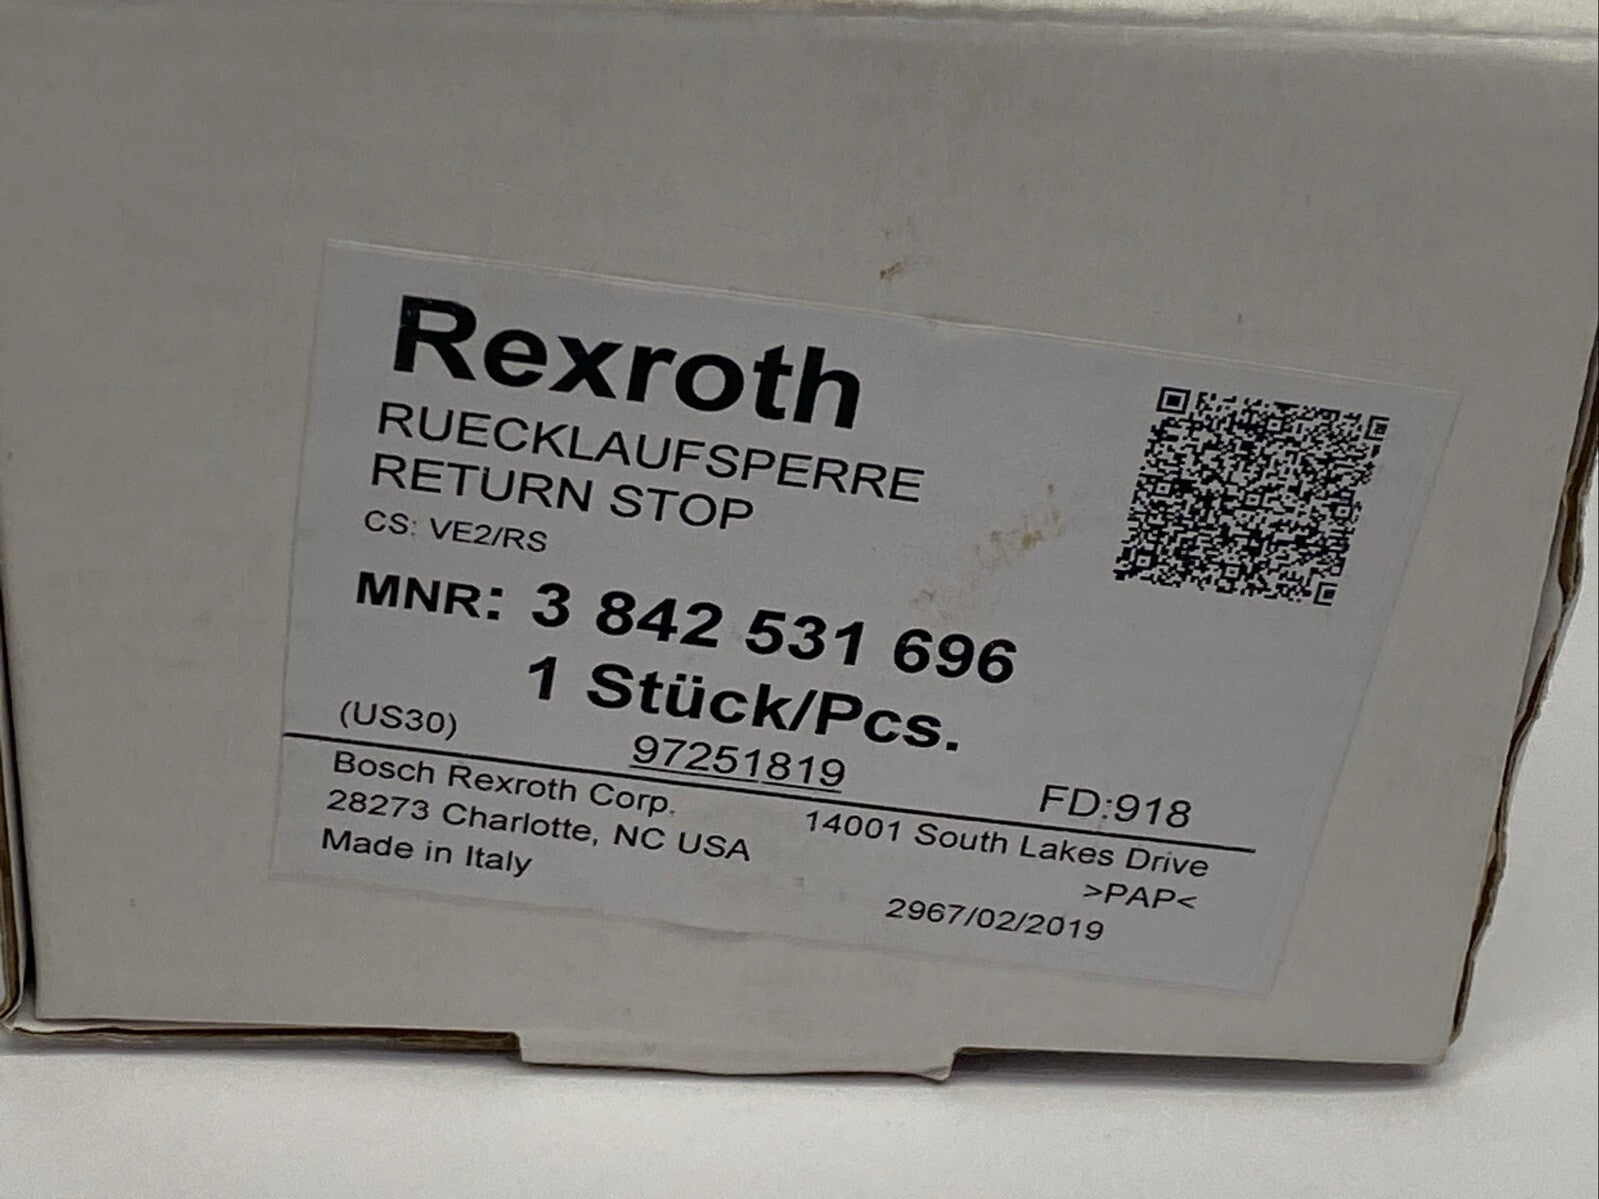 Rexroth
RUECKLAUFSPERRE
RETURN STOP
CS: VE2/RS
MNR: 3 842 531 696
1 Stück/Pcs.
(US30) 97251819 FD:918
Bosch Rexroth Corp. 14001 South Lakes Drive
28273 Charlotte, NC USA >PAP<
Made in Italy 2967/02/2019